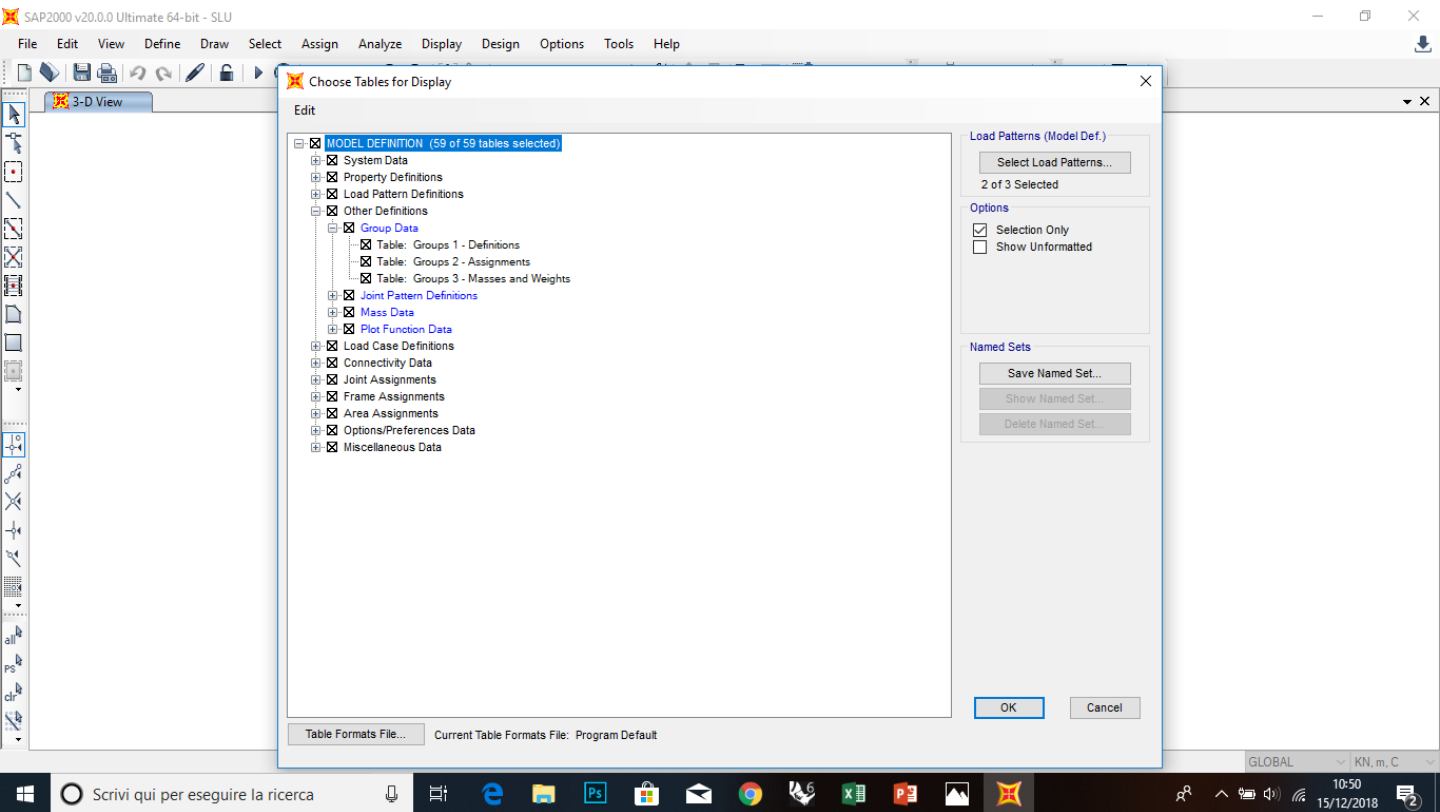 SAP2000 v20.0.0 Ultimate 64-bit - SLU
File Edit View Define Draw Select Assign Analyze Display Design Options Tools Help
3-D View
Choose Tables for Display
Edit
MODEL DEFINITION (59 of 59 tables selected)
System Data
Property Definitions
Load Pattern Definitions
Other Definitions
Group Data
Table: Groups 1 - Definitions
Table: Groups 2 - Assignments
Table: Groups 3 - Masses and Weights
Joint Pattern Definitions
Mass Data
Plot Function Data
Load Case Definitions
Connectivity Data
Joint Assignments
Frame Assignments
Area Assignments
Options/Preferences Data
Miscellaneous Data
Load Patterns (Model Def.)
Select Load Patterns...
2 of 3 Selected
Options
Selection Only
Show Unformatted
Named Sets
Save Named Set...
Show Named Set...
Delete Named Set...
OK Cancel
Table Formats File... Current Table Formats File: Program Default
all
PS
clr
GLOBAL KN, m, C
Scrivi qui per eseguire la ricerca
Ps
6
10:50
15/12/2018
2